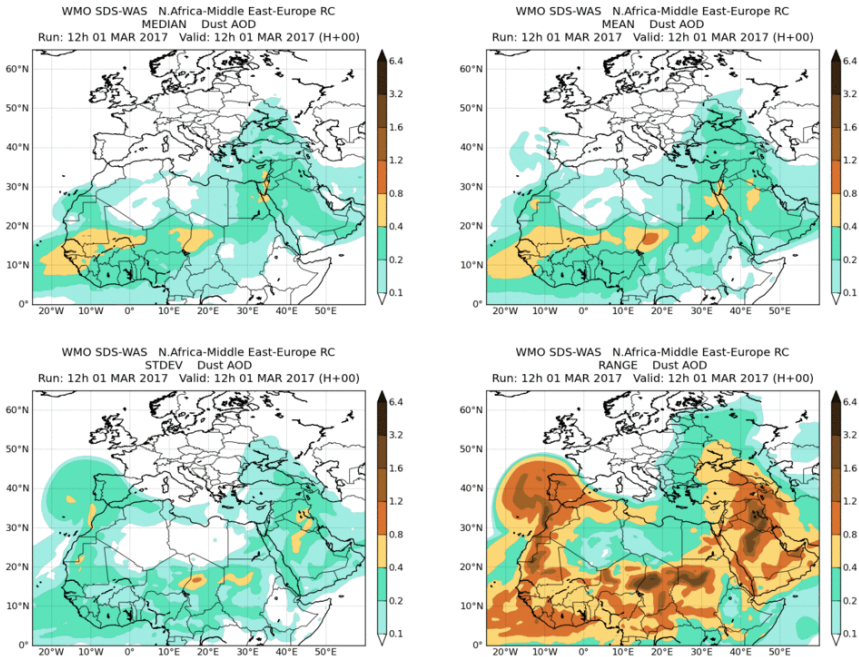 WMO SDS-WAS N.Africa-Middle East-Europe RC
MEDIAN Dust AOD
Run: 12h 01 MAR 2017 Valid: 12h 01 MAR 2017 (H+00)
60°N
50°N
40°N
30°N
20°N
10°N
0°
20°W 10°W 0° 10°E 20°E 30°E 40°E 50°E
6.4
3.2
1.6
1.2
0.8
0.4
0.2
0.1
WMO SDS-WAS N.Africa-Middle East-Europe RC
MEAN Dust AOD
Run: 12h 01 MAR 2017 Valid: 12h 01 MAR 2017 (H+00)
60°N
50°N
40°N
30°N
20°N
10°N
0°
20°W 10°W 0° 10°E 20°E 30°E 40°E 50°E
6.4
3.2
1.6
1.2
0.8
0.4
0.2
0.1
WMO SDS-WAS N.Africa-Middle East-Europe RC
STDEV Dust AOD
Run: 12h 01 MAR 2017 Valid: 12h 01 MAR 2017 (H+00)
60°N
50°N
40°N
30°N
20°N
10°N
0°
20°W 10°W 0° 10°E 20°E 30°E 40°E 50°E
6.4
3.2
1.6
1.2
0.8
0.4
0.2
0.1
WMO SDS-WAS N.Africa-Middle East-Europe RC
RANGE Dust AOD
Run: 12h 01 MAR 2017 Valid: 12h 01 MAR 2017 (H+00)
60°N
50°N
40°N
30°N
20°N
10°N
0°
20°W 10°W 0° 10°E 20°E 30°E 40°E 50°E
6.4
3.2
1.6
1.2
0.8
0.4
0.2
0.1